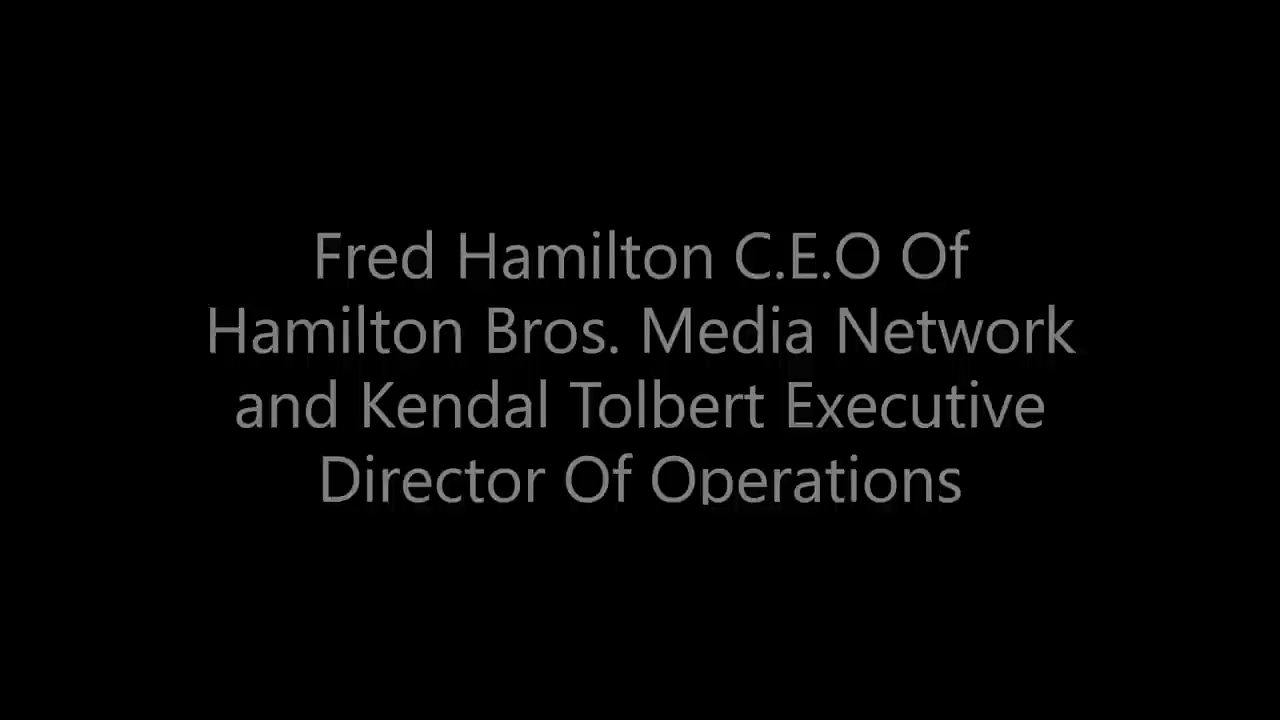 Fred Hamilton C.E.O Of
Hamilton Bros. Media Network
and Kendal Tolbert Executive
Director Of Operations